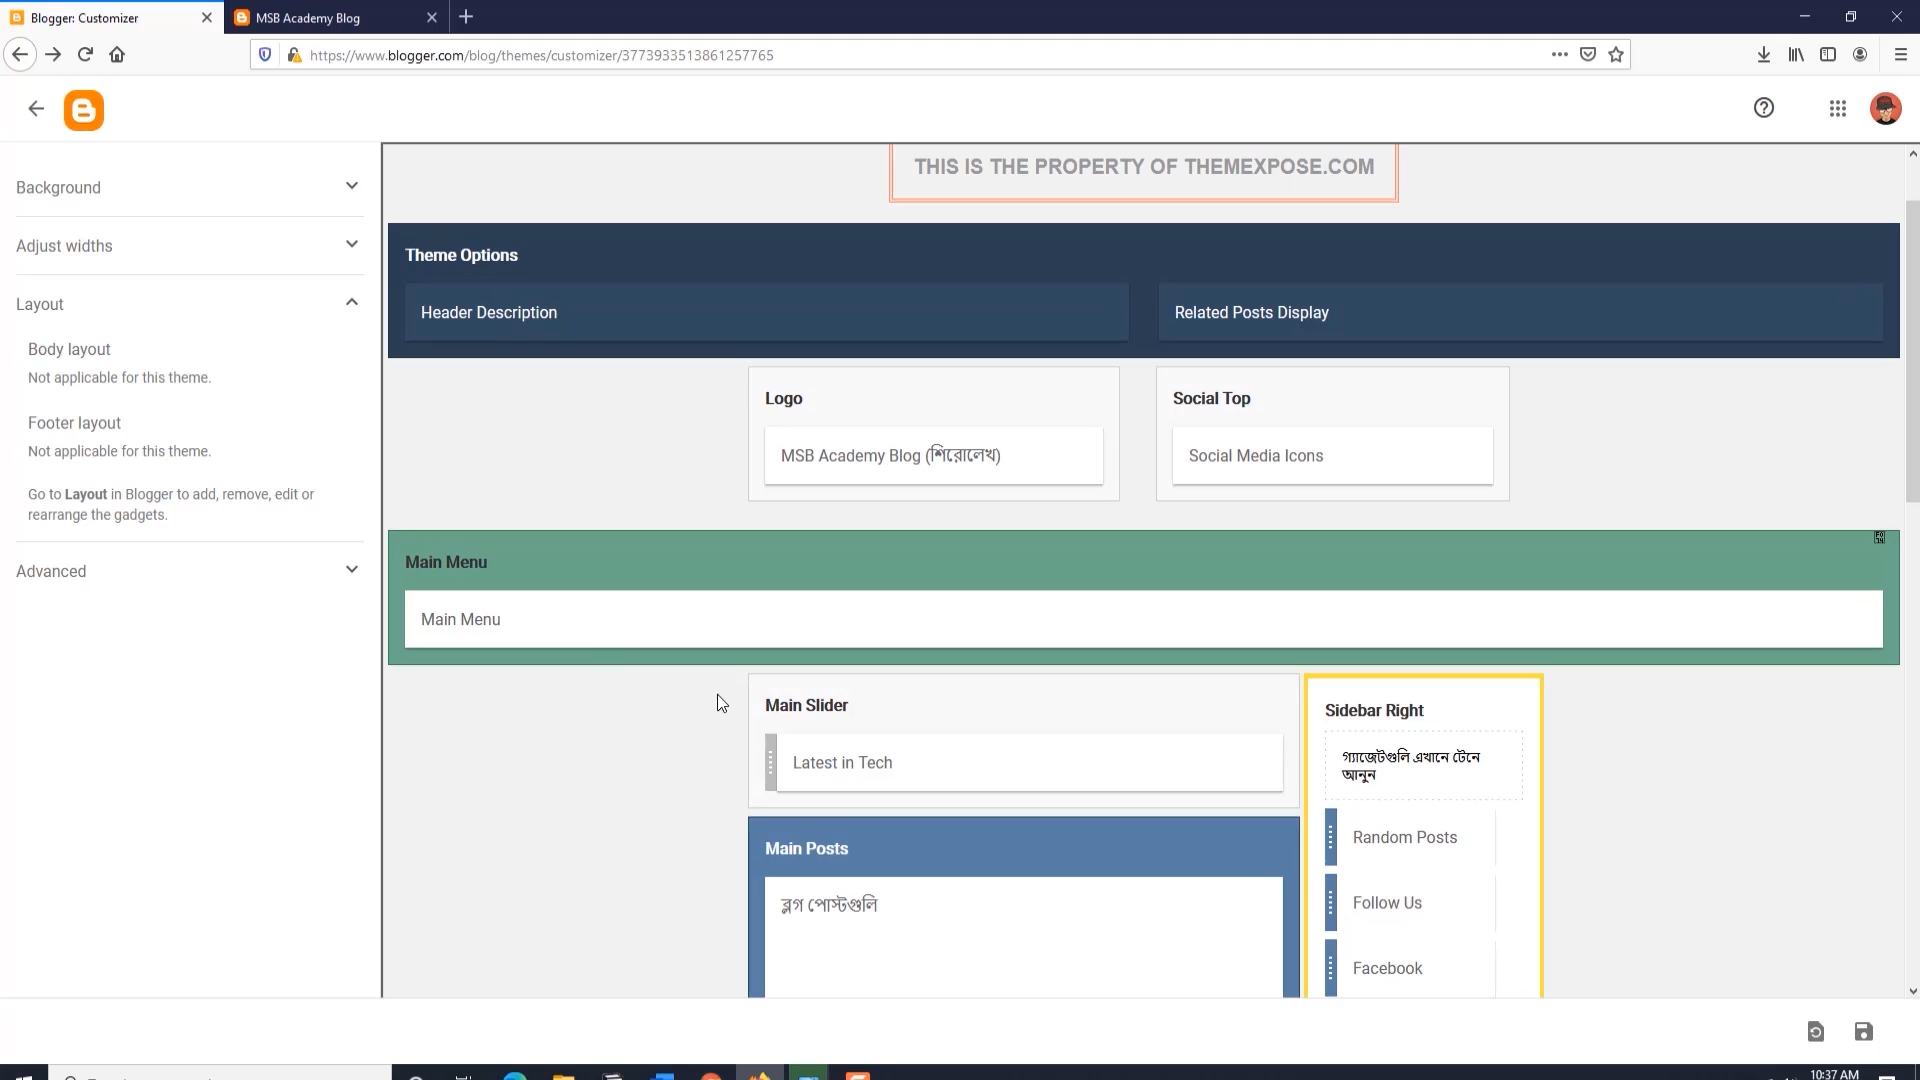 Blogger: Customizer
MSB Academy Blog
https://www.blogger.com/blog/themes/customizer/3773933513861257765
Background
Adjust widths
Layout
Body layout
Not applicable for this theme.
Footer layout
Not applicable for this theme.
Go to Layout in Blogger to add, remove, edit or
rearrange the gadgets.
Advanced
THIS IS THE PROPERTY OF THEMEXPOSE.COM
Theme Options
Header Description
Related Posts Display
Logo
MSB Academy Blog (শিরোলেখ)
Social Top
Social Media Icons
Main Menu
Main Menu
Main Slider
Latest in Tech
Main Posts
ব্লগ পোস্টগুলি
Sidebar Right
গ্যাজেটগুলি এখানে টেনে
আনুন
Random Posts
Follow Us
Facebook
10:37 AM